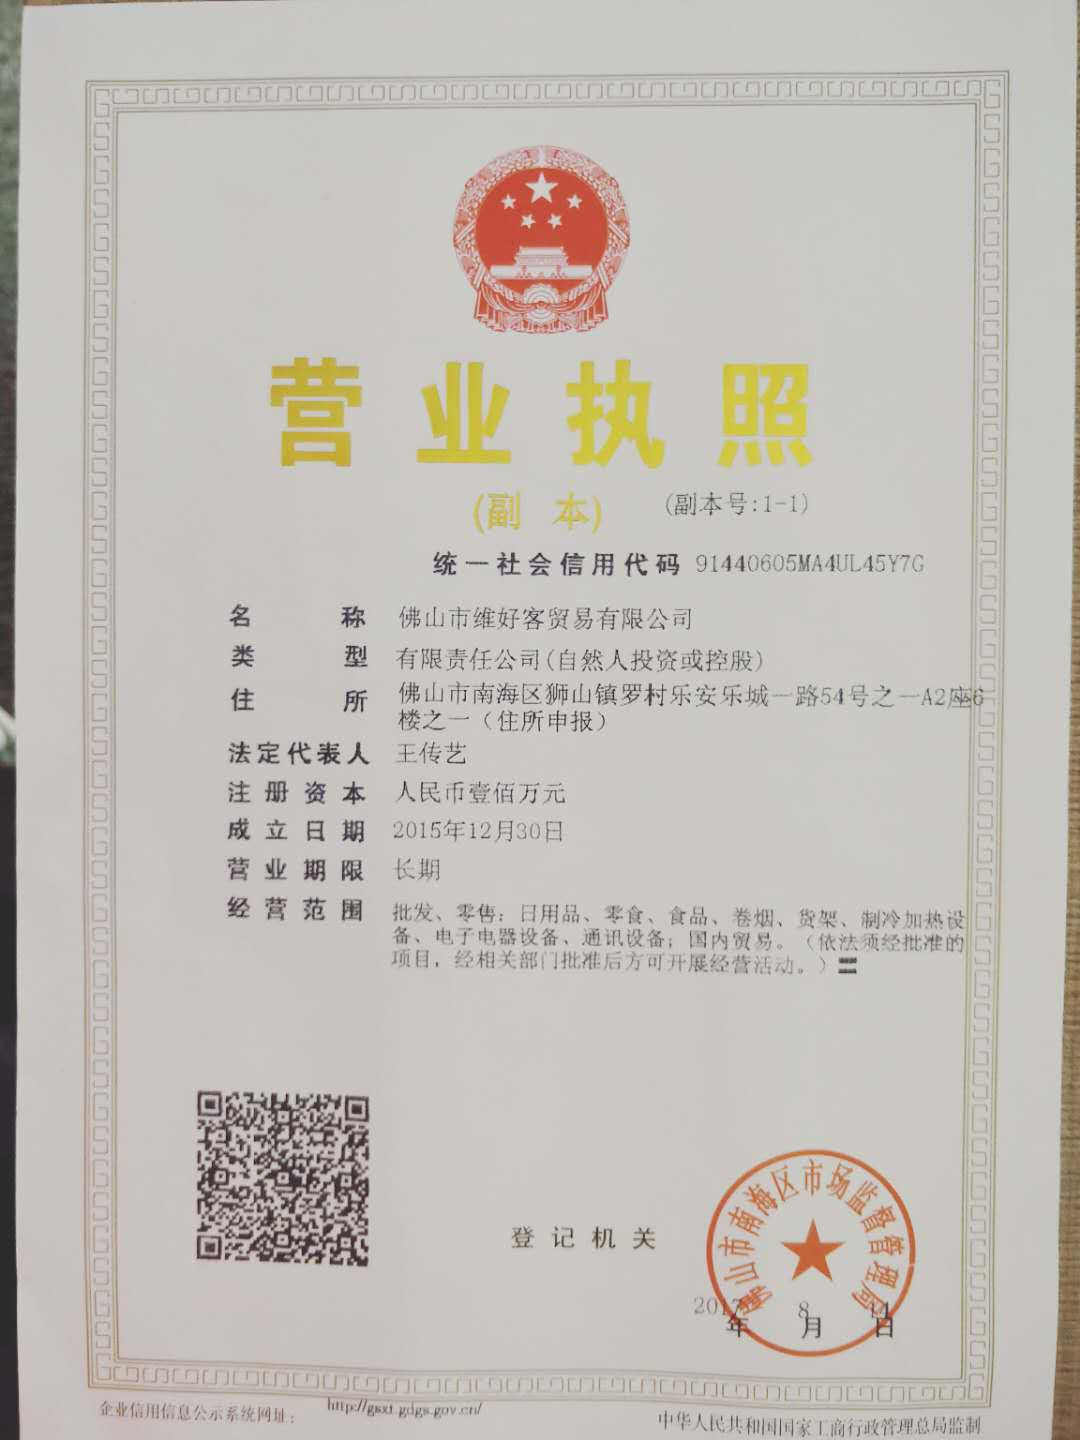 营业执照
(副 本) (副本号:1-1)
统一社会信用代码 91440605MA4UL45Y7G
名 称 佛山市维好客贸易有限公司
类 型 有限责任公司(自然人投资或控股)
住 所 佛山市南海区狮山镇罗村乐安乐城一路54号之一A2座6
楼之一（住所申报）
法定代表人 王传艺
注 册 资 本 人民币壹佰万元
成 立 日 期 2015年12月30日
营 业 期 限 长期
经 营 范 围 批发、零售：日用品、零食、食品、卷烟、货架、制冷加热设
备、电子电器设备、通讯设备；国内贸易。（依法须经批准的
项目，经相关部门批准后方可开展经营活动。）
佛山市南海区市场监督管理局
登 记 机 关
2017年 8月 14日
企业信用信息公示系统网址： http://gsxt.gdgs.gov.cn/
中华人民共和国国家工商行政管理总局监制